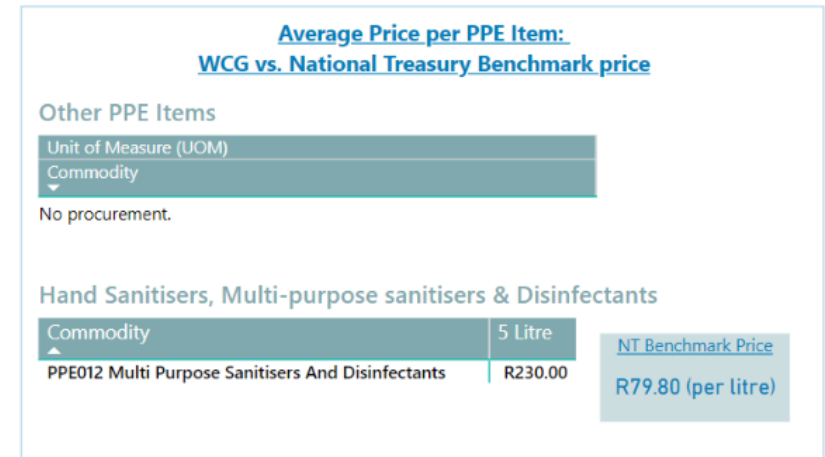 Average Price per PPE Item:
WCG vs. National Treasury Benchmark price
Other PPE Items
Unit of Measure (UOM)
Commodity
No procurement.
Hand Sanitisers, Multi-purpose sanitisers & Disinfectants
Commodity 5 Litre
PPE012 Multi Purpose Sanitisers And Disinfectants R230.00
NT Benchmark Price
R79.80 (per litre)